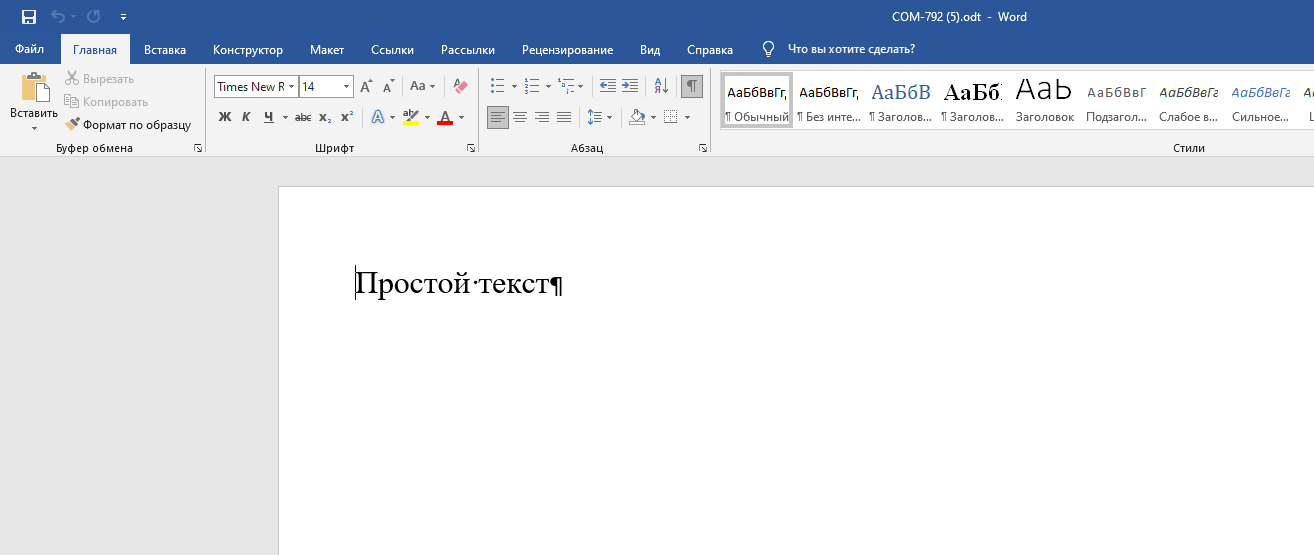 COM-792 (5).odt - Word
Файл Главная Вставка Конструктор Макет Ссылки Рассылки Рецензирование Вид Справка Что вы хотите сделать?
Вставить
Вырезать
Копировать
Формат по образцу
Буфер обмена
Times New R 14 Aa
Ж К Ч abc x₂ x² A aby A
Шрифт
Абзац
АаБбВвГг, АаБбВвГг, АаБбВ АаБб АаЬ АаБбВвГ АаБбВвГг АаБбВвГг
¶ Обычный ¶ Без инте... ¶ Заголов... ¶ Заголов... Заголовок Подзагол... Слабое в... Сильное...
Стили
Простой·текст¶